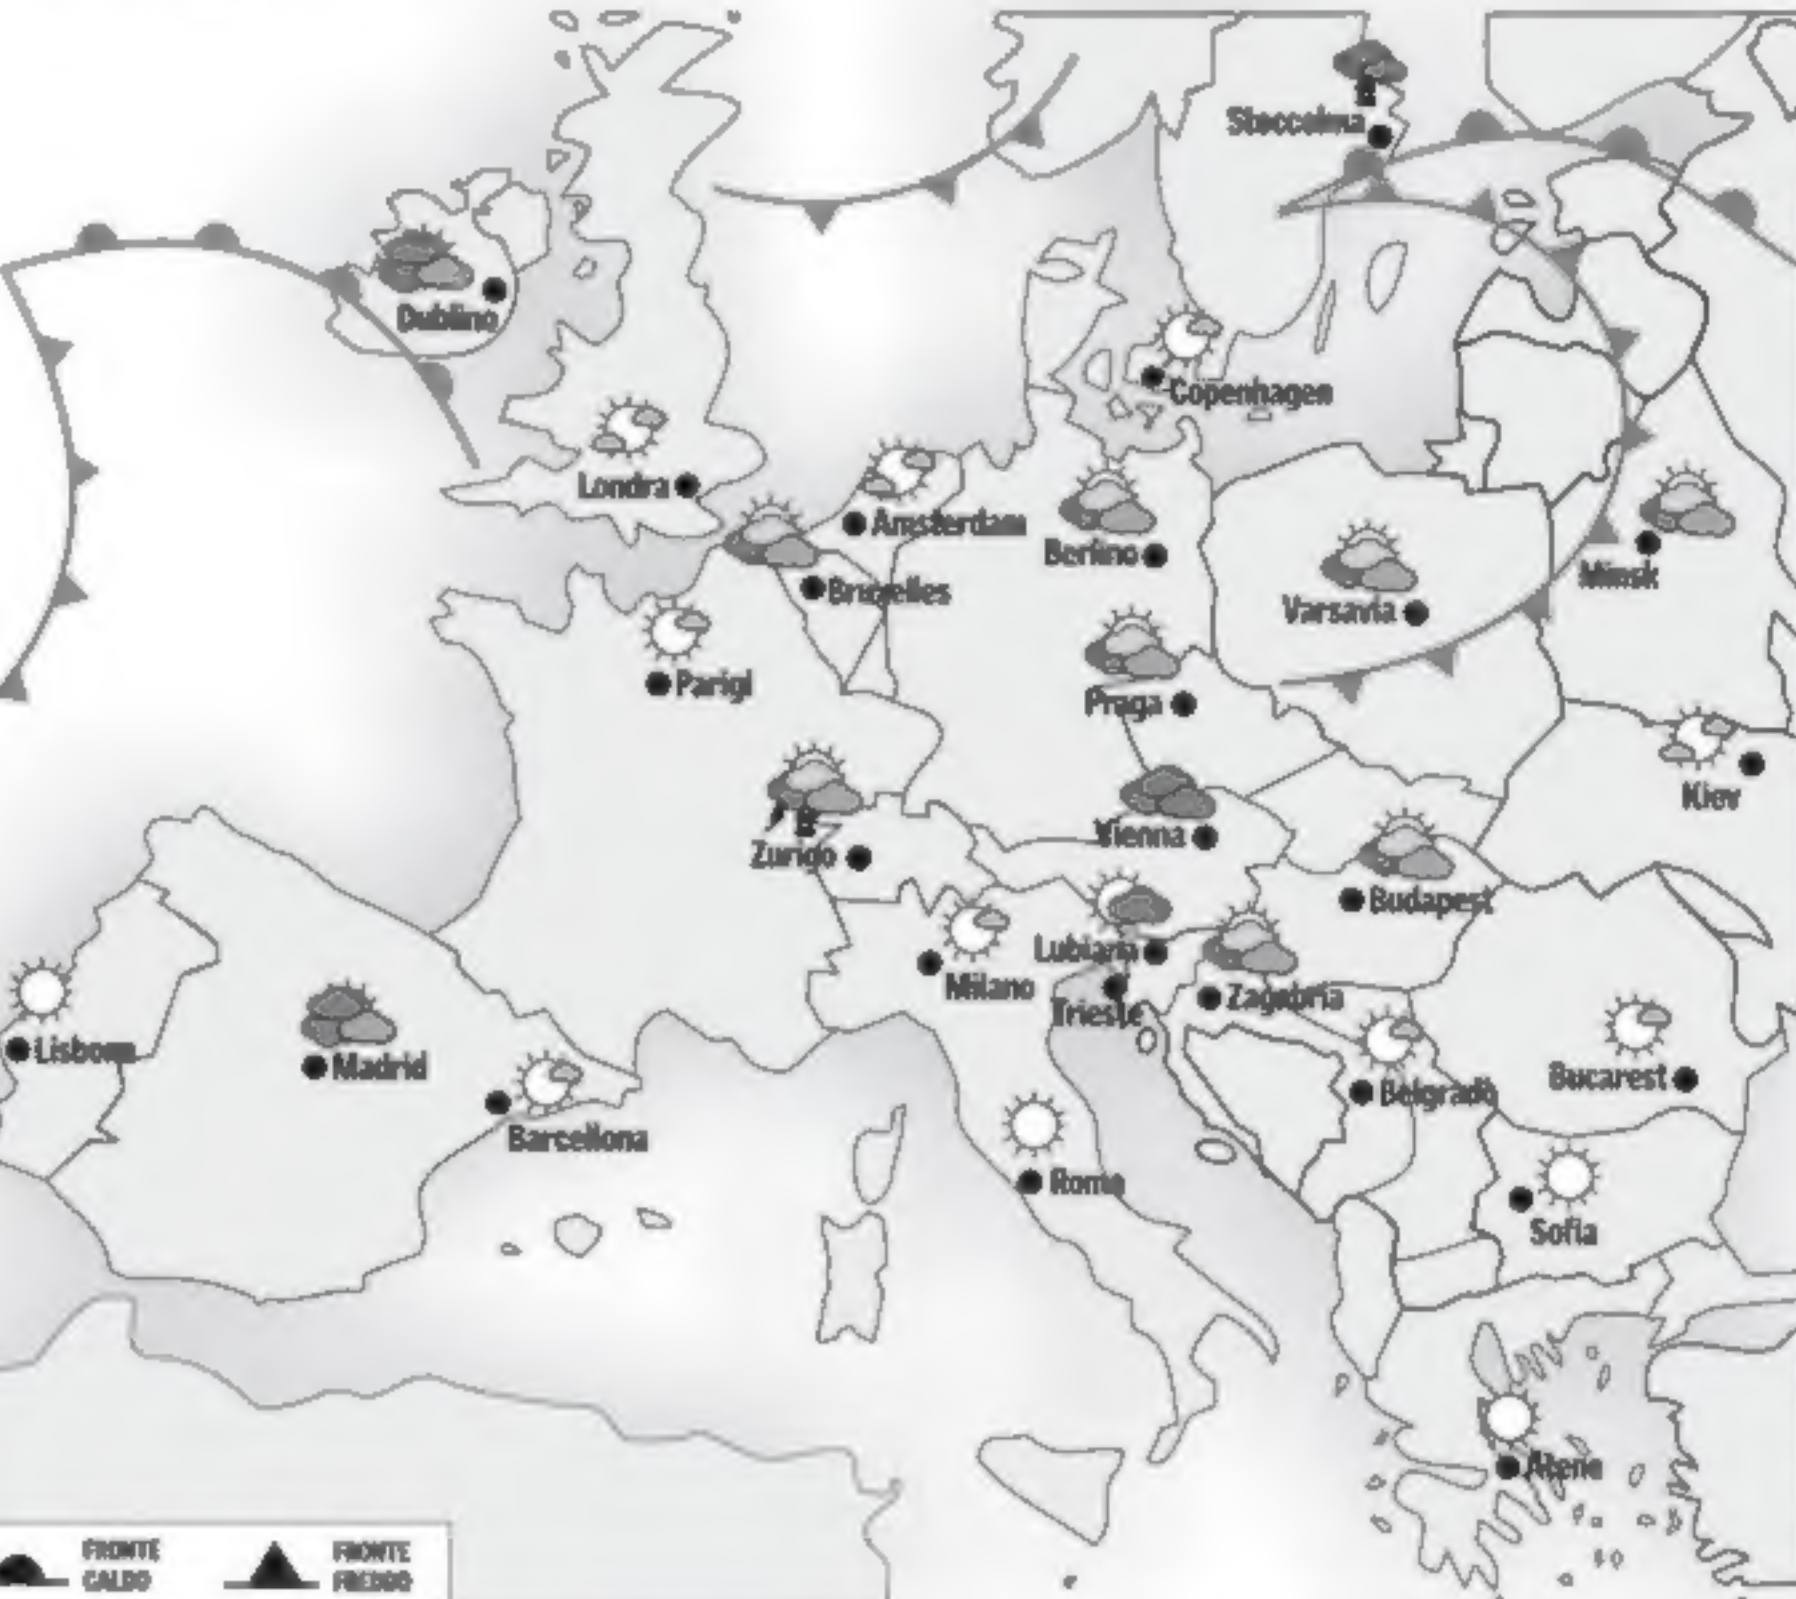 Stoccolma
Dublino
Copenhagen
Londra
Amsterdam
Berlino
Minsk
Bruxelles
Varsavia
Parigi
Praga
Kiev
Vienna
Zurigo
Budapest
Lubiana
Milano
Zagabria
Trieste
Lisbona
Madrid
Bucarest
Belgrado
Barcellona
Roma
Sofia
Atene
FRONTE
CALDO
FRONTE
FREDDO